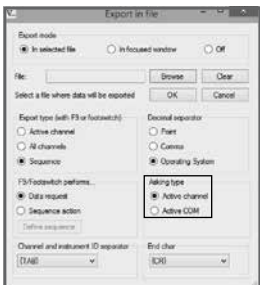 Export in file
Export mode
In selected file
In focused window
Off
File:
Browse
Clear
Select a file where data will be exported
OK
Cancel
Export type (with F9 or footswitch)
Active channel
All channels
Sequence
Decimal separator
Point
Comma
Operating System
F9/Footswitch performs...
Data request
Sequence action
Define sequence
Asking type
Active channel
Active COM
Channel and instrument ID separator
[TAB]
End char
[CR]